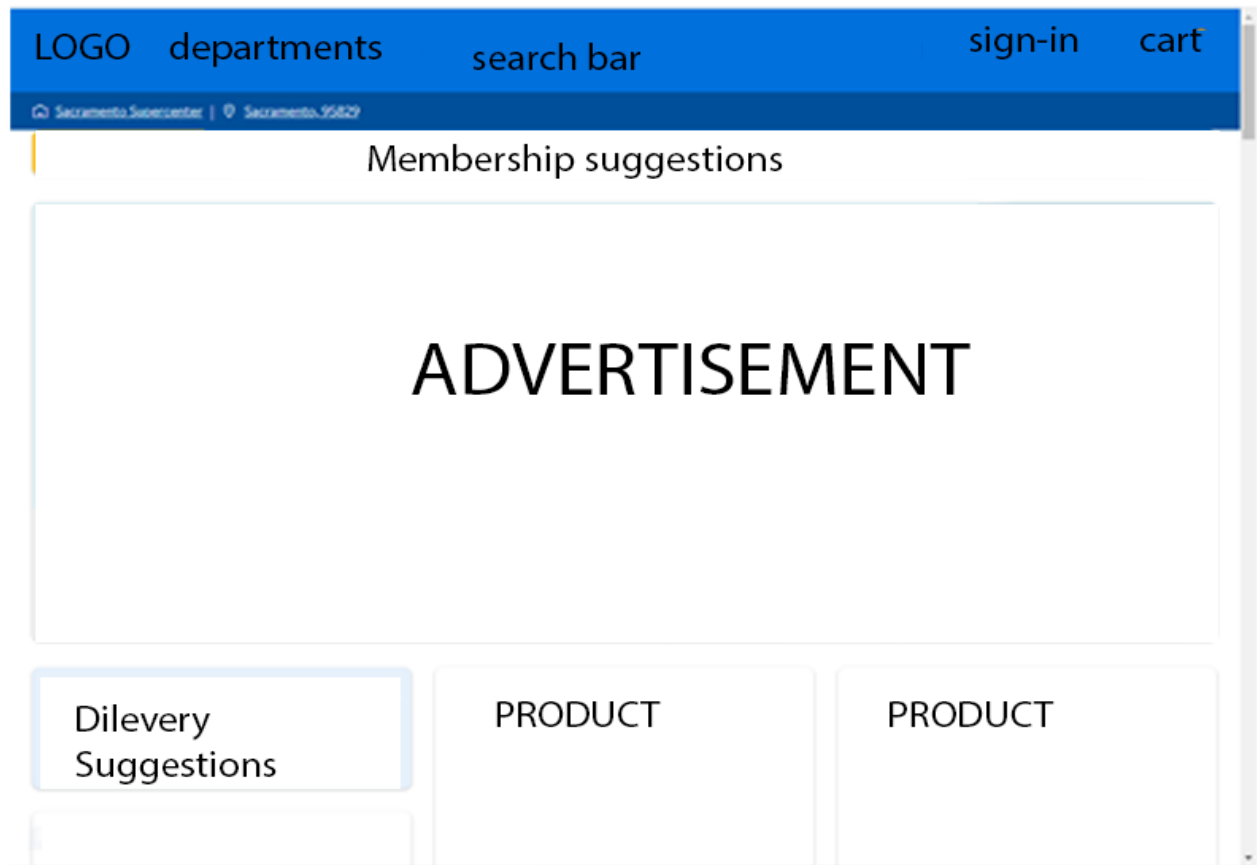 LOGO departments search bar sign-in cart
Sacramento Supercenter | Sacramento, 95829
Membership suggestions
ADVERTISEMENT
Dilevery
Suggestions
PRODUCT
PRODUCT